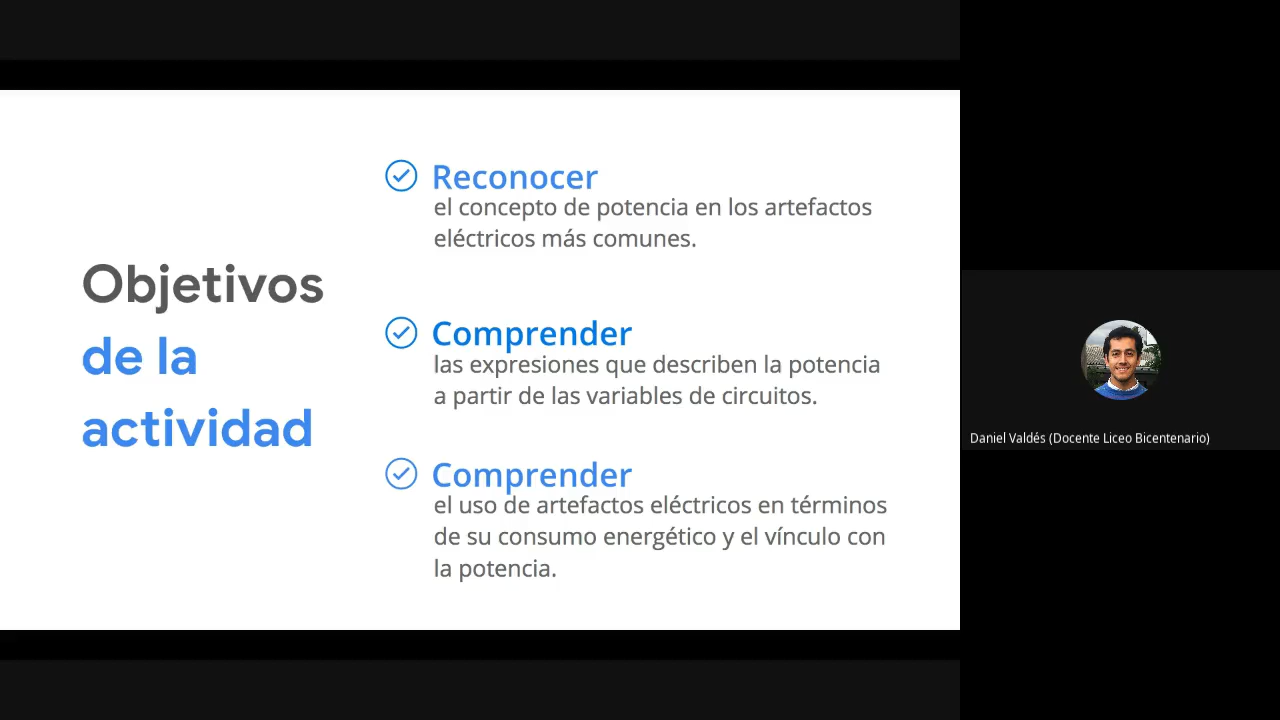 Objetivos
de la
actividad
Reconocer
el concepto de potencia en los artefactos
eléctricos más comunes.
Comprender
las expresiones que describen la potencia
a partir de las variables de circuitos.
Comprender
el uso de artefactos eléctricos en términos
de su consumo energético y el vínculo con
la potencia.
Daniel Valdés (Docente Liceo Bicentenario)